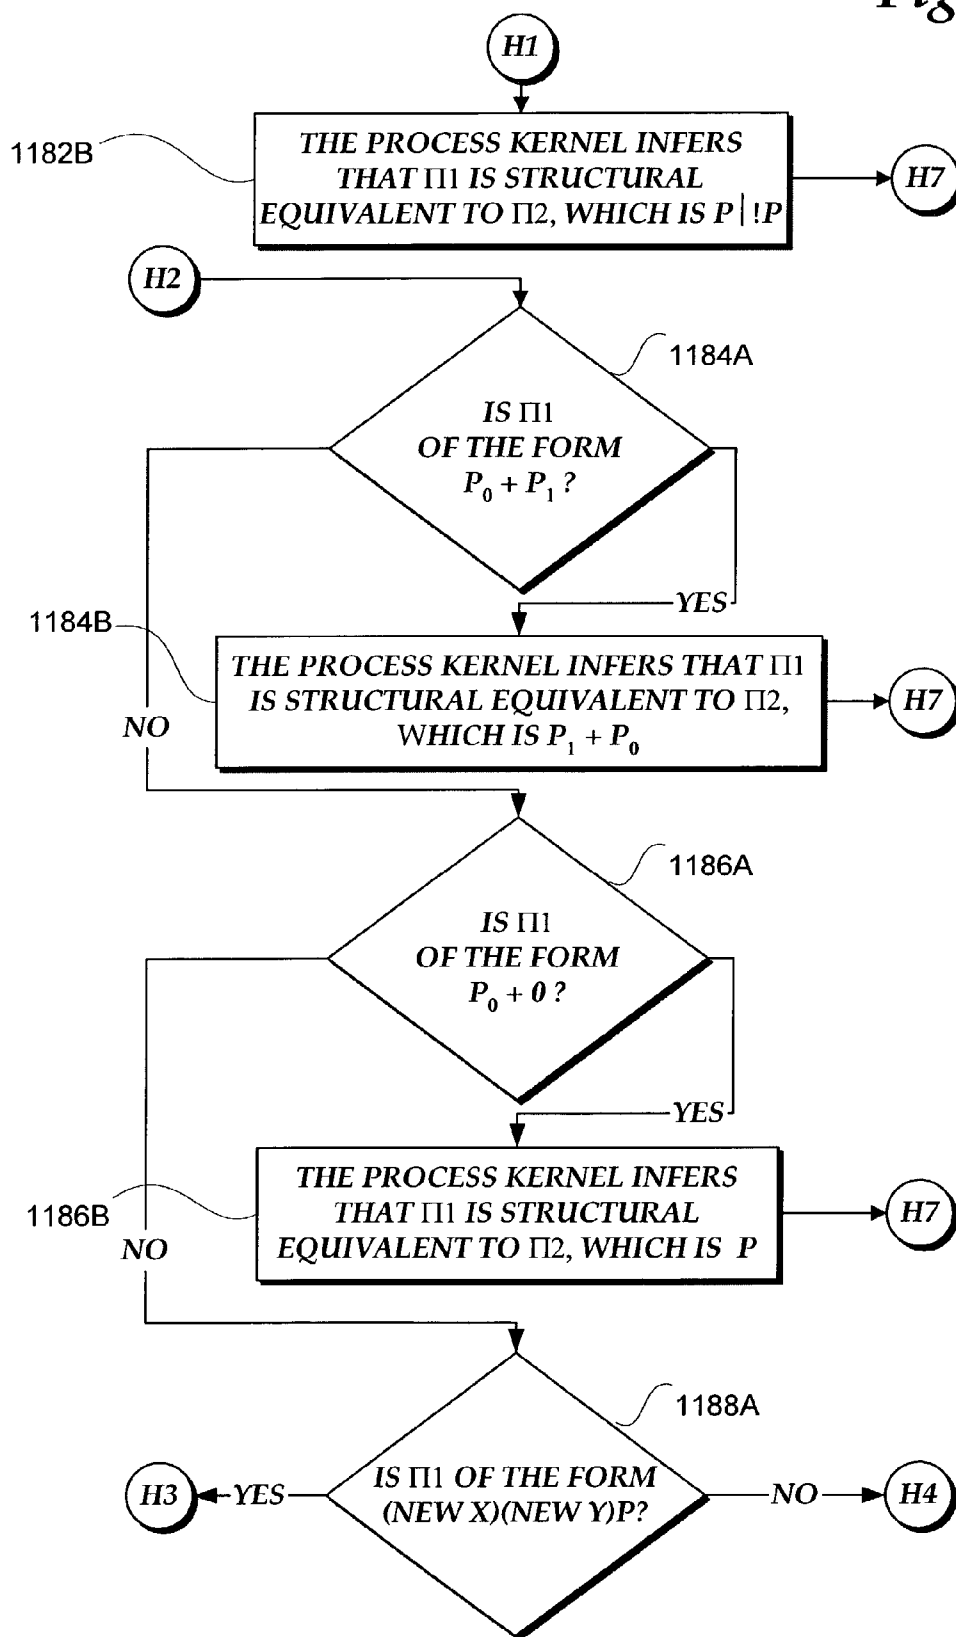 Fig
H1
1182B
THE PROCESS KERNEL INFERS
THAT Π1 IS STRUCTURAL
EQUIVALENT TO Π2, WHICH IS P | !P
H7
H2
1184A
IS Π1
OF THE FORM
P₀ + P₁ ?
YES
1184B
THE PROCESS KERNEL INFERS THAT Π1
IS STRUCTURAL EQUIVALENT TO Π2,
WHICH IS P₁ + P₀
H7
NO
1186A
IS Π1
OF THE FORM
P₀ + 0 ?
YES
1186B
THE PROCESS KERNEL INFERS
THAT Π1 IS STRUCTURAL
EQUIVALENT TO Π2, WHICH IS P
H7
NO
1188A
IS Π1 OF THE FORM
(NEW X)(NEW Y)P?
H3
YES
NO
H4